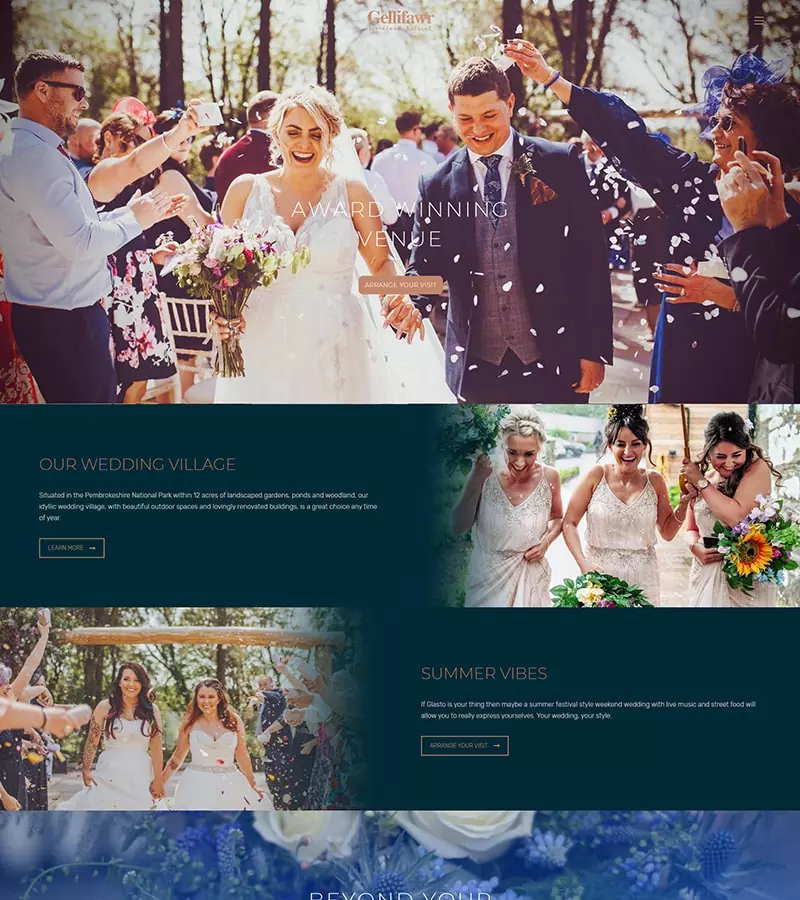 Gellifawr
Woodland Retreat
AWARD WINNING
VENUE
ARRANGE YOUR VISIT
OUR WEDDING VILLAGE
Situated in the Pembrokeshire National Park within 12 acres of landscaped gardens, ponds and woodland, our
idyllic wedding village, with beautiful outdoor spaces and lovingly renovated buildings, is a great choice any time
of year.
LEARN MORE
SUMMER VIBES
If Glasto is your thing then maybe a summer festival style weekend wedding with live music and street food will
allow you to really express yourselves. Your wedding, your style.
ARRANGE YOUR VISIT
BEYOND YOUR